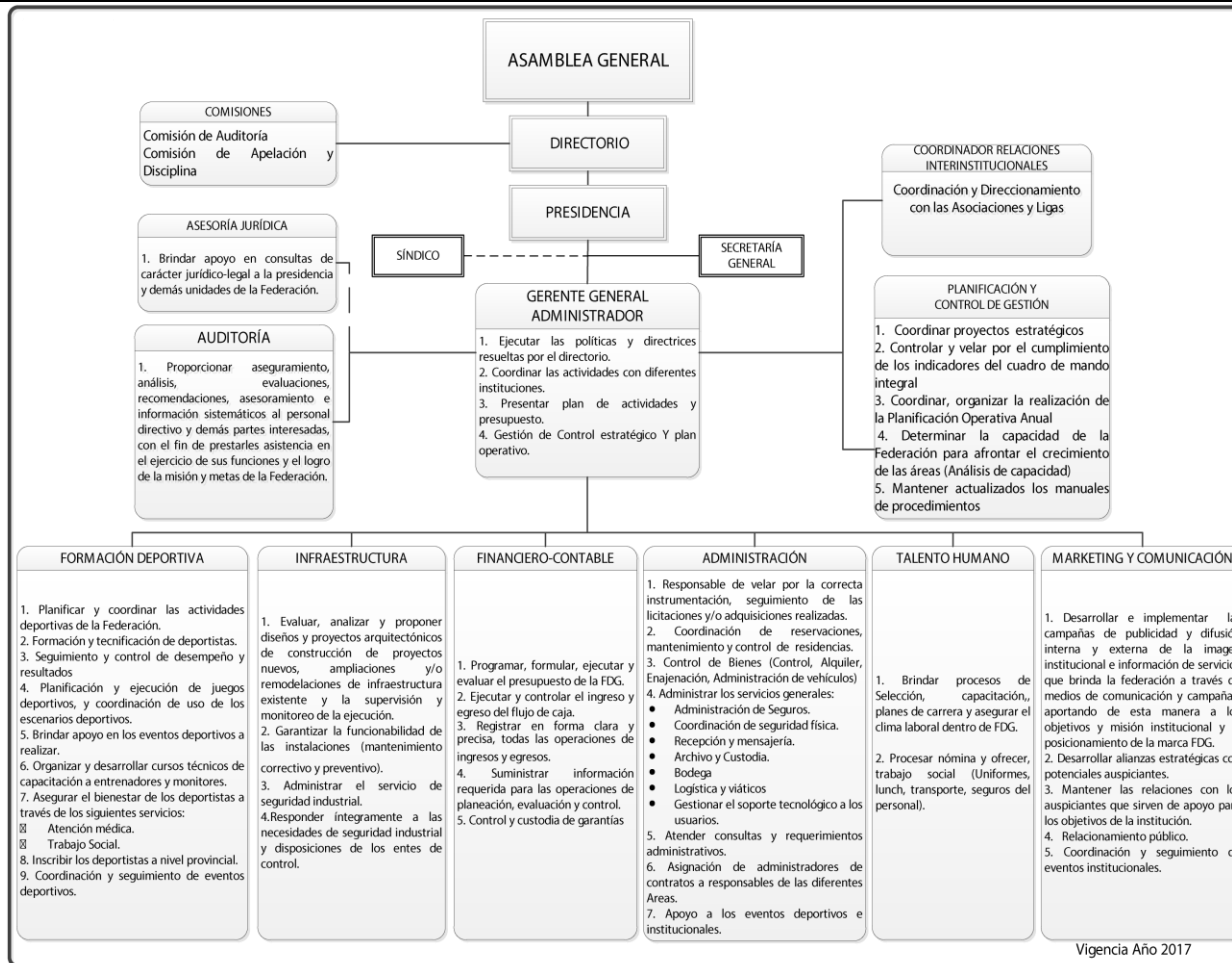 ASAMBLEA GENERAL
COMISIONES
Comisión de Auditoría
Comisión de Apelación y
Disciplina
DIRECTORIO
COORDINADOR RELACIONES
INTERINSTITUCIONALES
Coordinación y Direccionamiento
con las Asociaciones y Ligas
PRESIDENCIA
ASESORÍA JURÍDICA
1. Brindar apoyo en consultas de
carácter jurídico-legal a la presidencia
y demás unidades de la Federación.
SÍNDICO
SECRETARÍA
GENERAL
GERENTE GENERAL
ADMINISTRADOR
1. Ejecutar las políticas y directrices
resueltas por el directorio.
2. Coordinar las actividades con diferentes
instituciones.
3. Presentar plan de actividades y
presupuesto.
4. Gestión de Control estratégico Y plan
operativo.
PLANIFICACIÓN Y
CONTROL DE GESTIÓN
1. Coordinar proyectos estratégicos
2. Controlar y velar por el cumplimiento
de los indicadores del cuadro de mando
integral
3. Coordinar, organizar la realización de
la Planificación Operativa Anual
4. Determinar la capacidad de la
Federación para afrontar el crecimiento
de las áreas (Análisis de capacidad)
5. Mantener actualizados los manuales
de procedimientos
AUDITORÍA
1. Proporcionar aseguramiento,
análisis, evaluaciones,
recomendaciones, asesoramiento e
información sistemáticos al personal
directivo y demás partes interesadas,
con el fin de prestarles asistencia en
el ejercicio de sus funciones y el logro
de la misión y metas de la Federación.
FORMACIÓN DEPORTIVA
1. Planificar y coordinar las actividades
deportivas de la Federación.
2. Formación y tecnificación de deportistas.
3. Seguimiento y control de desempeño y
resultados
4. Planificación y ejecución de juegos
deportivos, y coordinación de uso de los
escenarios deportivos.
5. Brindar apoyo en los eventos deportivos a
realizar.
6. Organizar y desarrollar cursos técnicos de
capacitación a entrenadores y monitores.
7. Asegurar el bienestar de los deportistas a
través de los siguientes servicios:
Atención médica.
Trabajo Social.
8. Inscribir los deportistas a nivel provincial.
9. Coordinación y seguimiento de eventos
deportivos.
INFRAESTRUCTURA
1. Evaluar, analizar y proponer
diseños y proyectos arquitectónicos
de construcción de proyectos
nuevos, ampliaciones y/o
remodelaciones de infraestructura
existente y la supervisión y
monitoreo de la ejecución.
2. Garantizar la funcionabilidad de
las instalaciones (mantenimiento
correctivo y preventivo).
3. Administrar el servicio de
seguridad industrial.
4.Responder íntegramente a las
necesidades de seguridad industrial
y disposiciones de los entes de
control.
FINANCIERO-CONTABLE
1. Programar, formular, ejecutar y
evaluar el presupuesto de la FDG.
2. Ejecutar y controlar el ingreso y
egreso del flujo de caja.
3. Registrar en forma clara y
precisa, todas las operaciones de
ingresos y egresos.
4. Suministrar información
requerida para las operaciones de
planeación, evaluación y control.
5. Control y custodia de garantías
ADMINISTRACIÓN
1. Responsable de velar por la correcta
instrumentación, seguimiento de las
licitaciones y/o adquisiciones realizadas.
2. Coordinación de reservaciones,
mantenimiento y control de residencias.
3. Control de Bienes (Control, Alquiler,
Enajenación, Administración de vehículos)
4. Administrar los servicios generales:
• Administración de Seguros.
• Coordinación de seguridad física.
• Recepción y mensajería.
• Archivo y Custodia.
• Bodega
• Logística y viáticos
• Gestionar el soporte tecnológico a los
usuarios.
5. Atender consultas y requerimientos
administrativos.
6. Asignación de administradores de
contratos a responsables de las diferentes
Areas.
7. Apoyo a los eventos deportivos e
institucionales.
TALENTO HUMANO
1. Brindar procesos de
Selección, capacitación,,
planes de carrera y asegurar el
clima laboral dentro de FDG.
2. Procesar nómina y ofrecer,
trabajo social (Uniformes,
lunch, transporte, seguros del
personal).
MARKETING Y COMUNICACIÓN
1. Desarrollar e implementar
campañas de publicidad y
interna y externa de la
institucional e información de
que brinda la federación a través
medios de comunicación y
aportando de esta manera a
objetivos y misión institucional y
posicionamiento de la marca FDG.
2. Desarrollar alianzas estratégicas
potenciales auspiciantes.
3. Mantener las relaciones con
auspiciantes que sirven de apoyo
los objetivos de la institución.
4. Relacionamiento público.
5. Coordinación y seguimiento
eventos institucionales.
Vigencia Año 2017